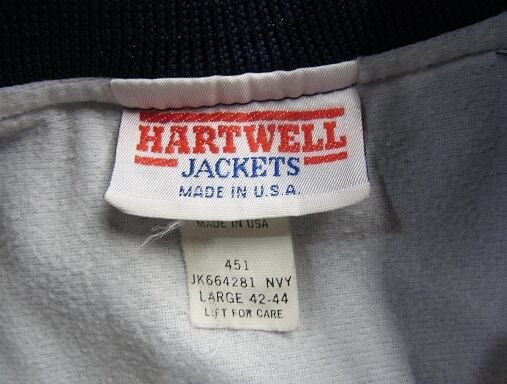 HARTWELL
JACKETS
MADE IN U.S.A.
MADE IN USA
451
JK664281 NVY
LARGE 42-44
LIFT FOR CARE